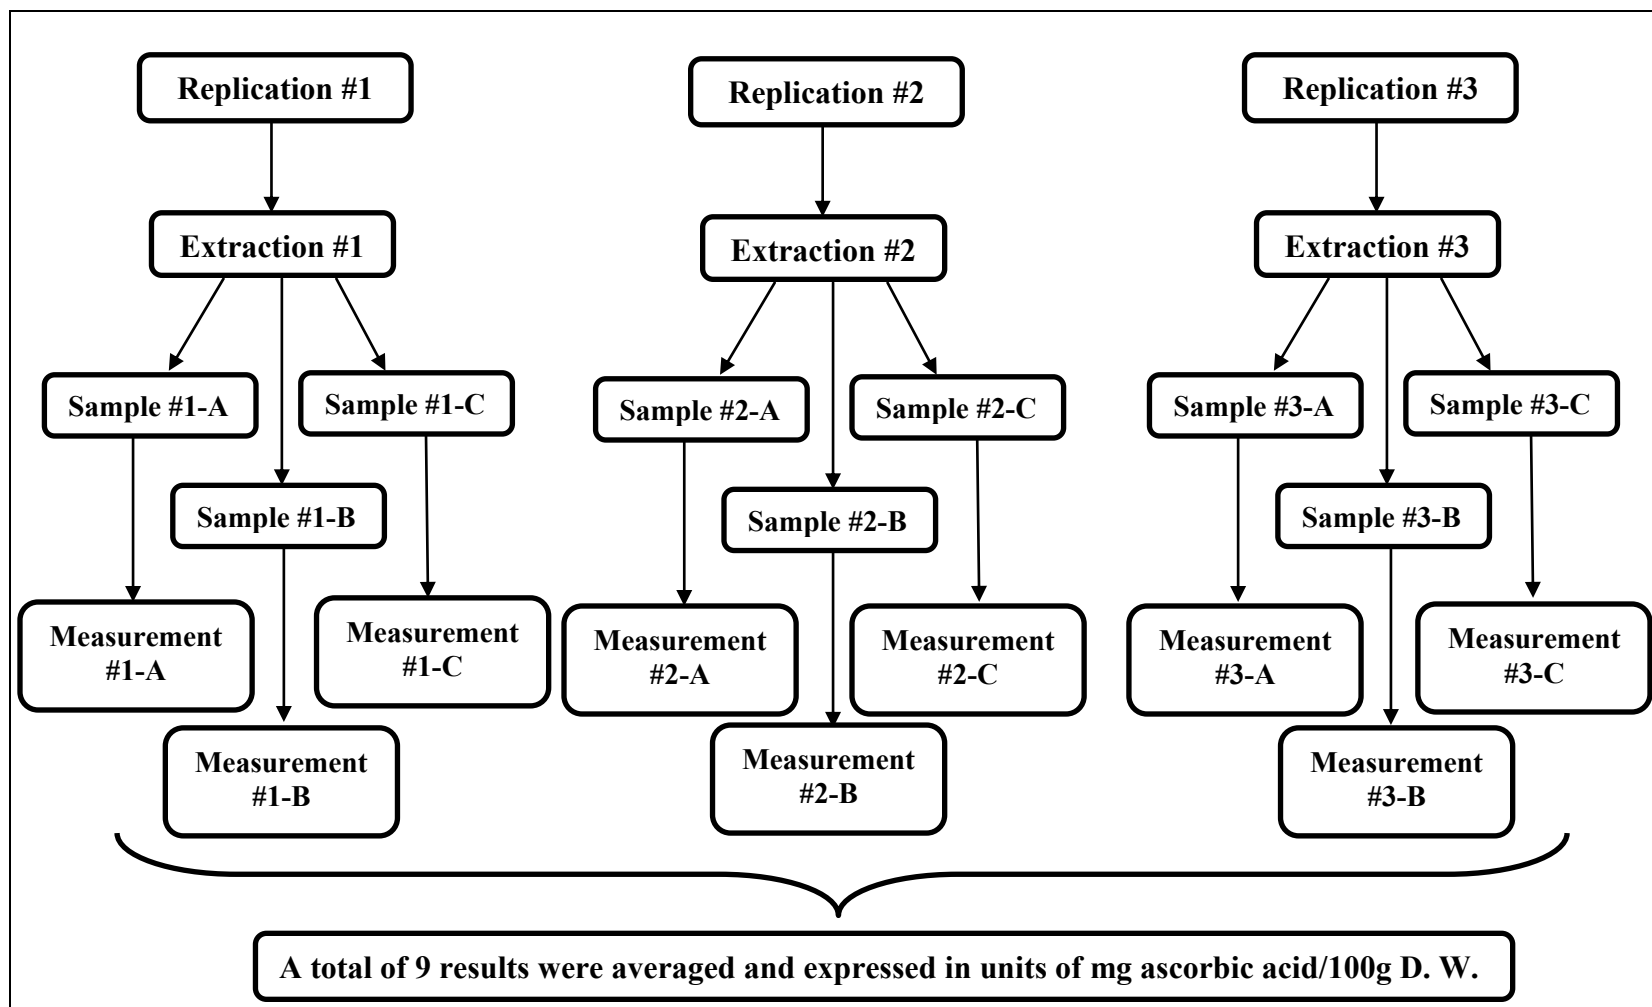 Replication #1
Replication #2
Replication #3
Extraction #1
Extraction #2
Extraction #3
Sample #1-A
Sample #1-C
Sample #2-A
Sample #2-C
Sample #3-A
Sample #3-C
Sample #1-B
Sample #2-B
Sample #3-B
Measurement
#1-A
Measurement
#1-C
Measurement
#2-A
Measurement
#2-C
Measurement
#3-A
Measurement
#3-C
Measurement
#1-B
Measurement
#2-B
Measurement
#3-B
A total of 9 results were averaged and expressed in units of mg ascorbic acid/100g D. W.